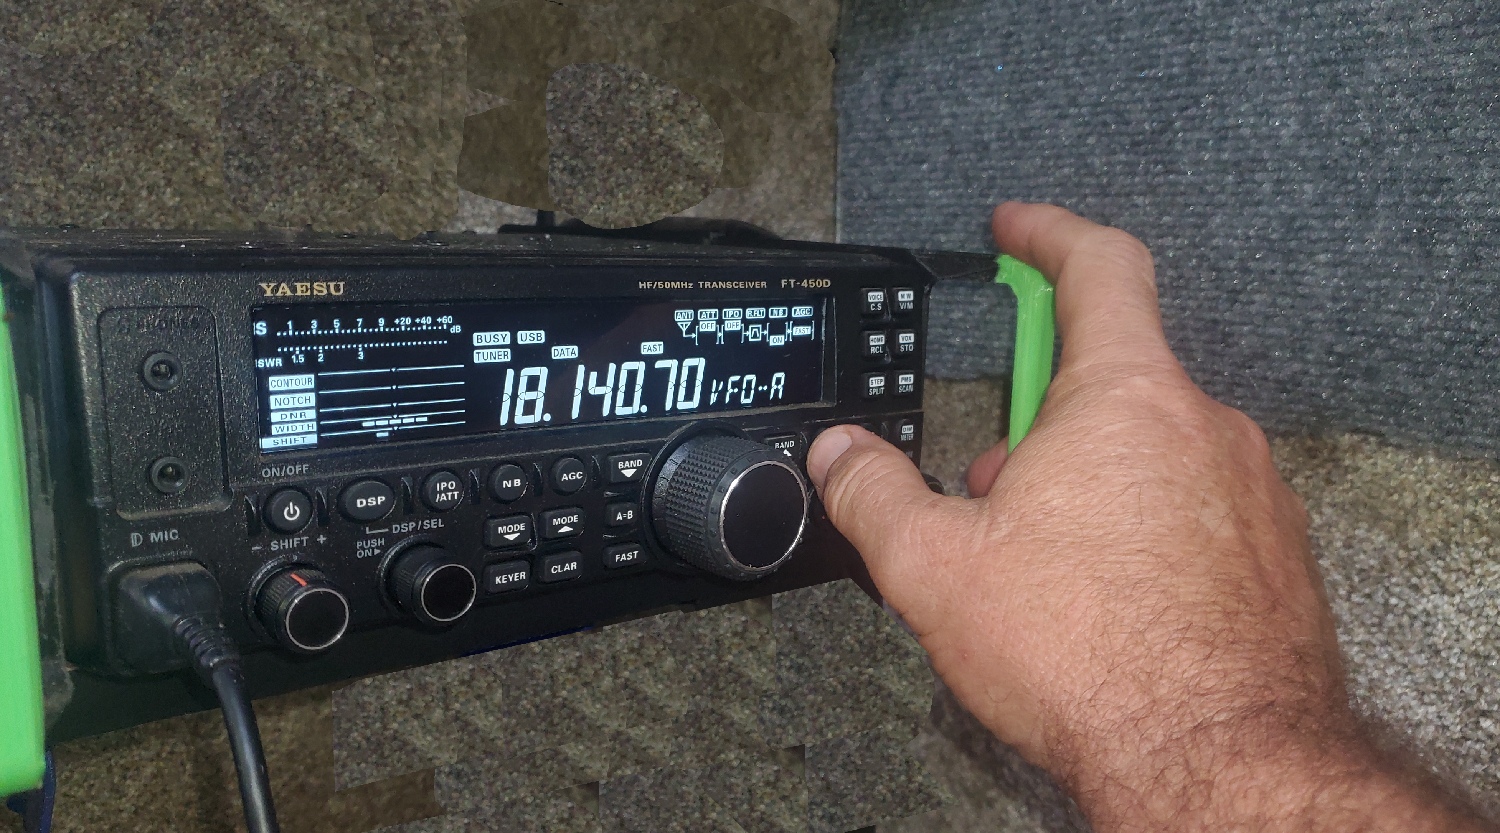 YAESU
HF/50MHz TRANSCEIVER FT-450D
S 1 3 5 7 9 +20 +40 +60 dB
SWR 1.5 2 3
BUSY USB
TUNER DATA FAST
ANT ATT IPO R.FLT N.B AGC
OFF OFF ON FAST
18.140.70 VFO-A
CONTOUR
NOTCH
DNR
WIDTH
SHIFT
VOICE C.S
M W V/M
HOME RCL
VOX STO
STEP SPLIT
PMS SCAN
METER
ON/OFF
DSP
IPO /ATT
NB
AGC
BAND
BAND
DSP/SEL
PUSH ON
MODE
MODE
A=B
MIC
– SHIFT +
KEYER
CLAR
FAST